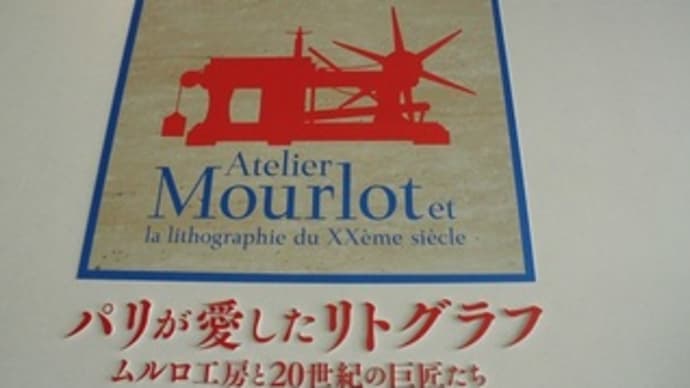 Atelier
Mourlot et
la lithographie du XXème siècle
パリが愛したリトグラフ
ムルロ工房と20世紀の巨匠たち